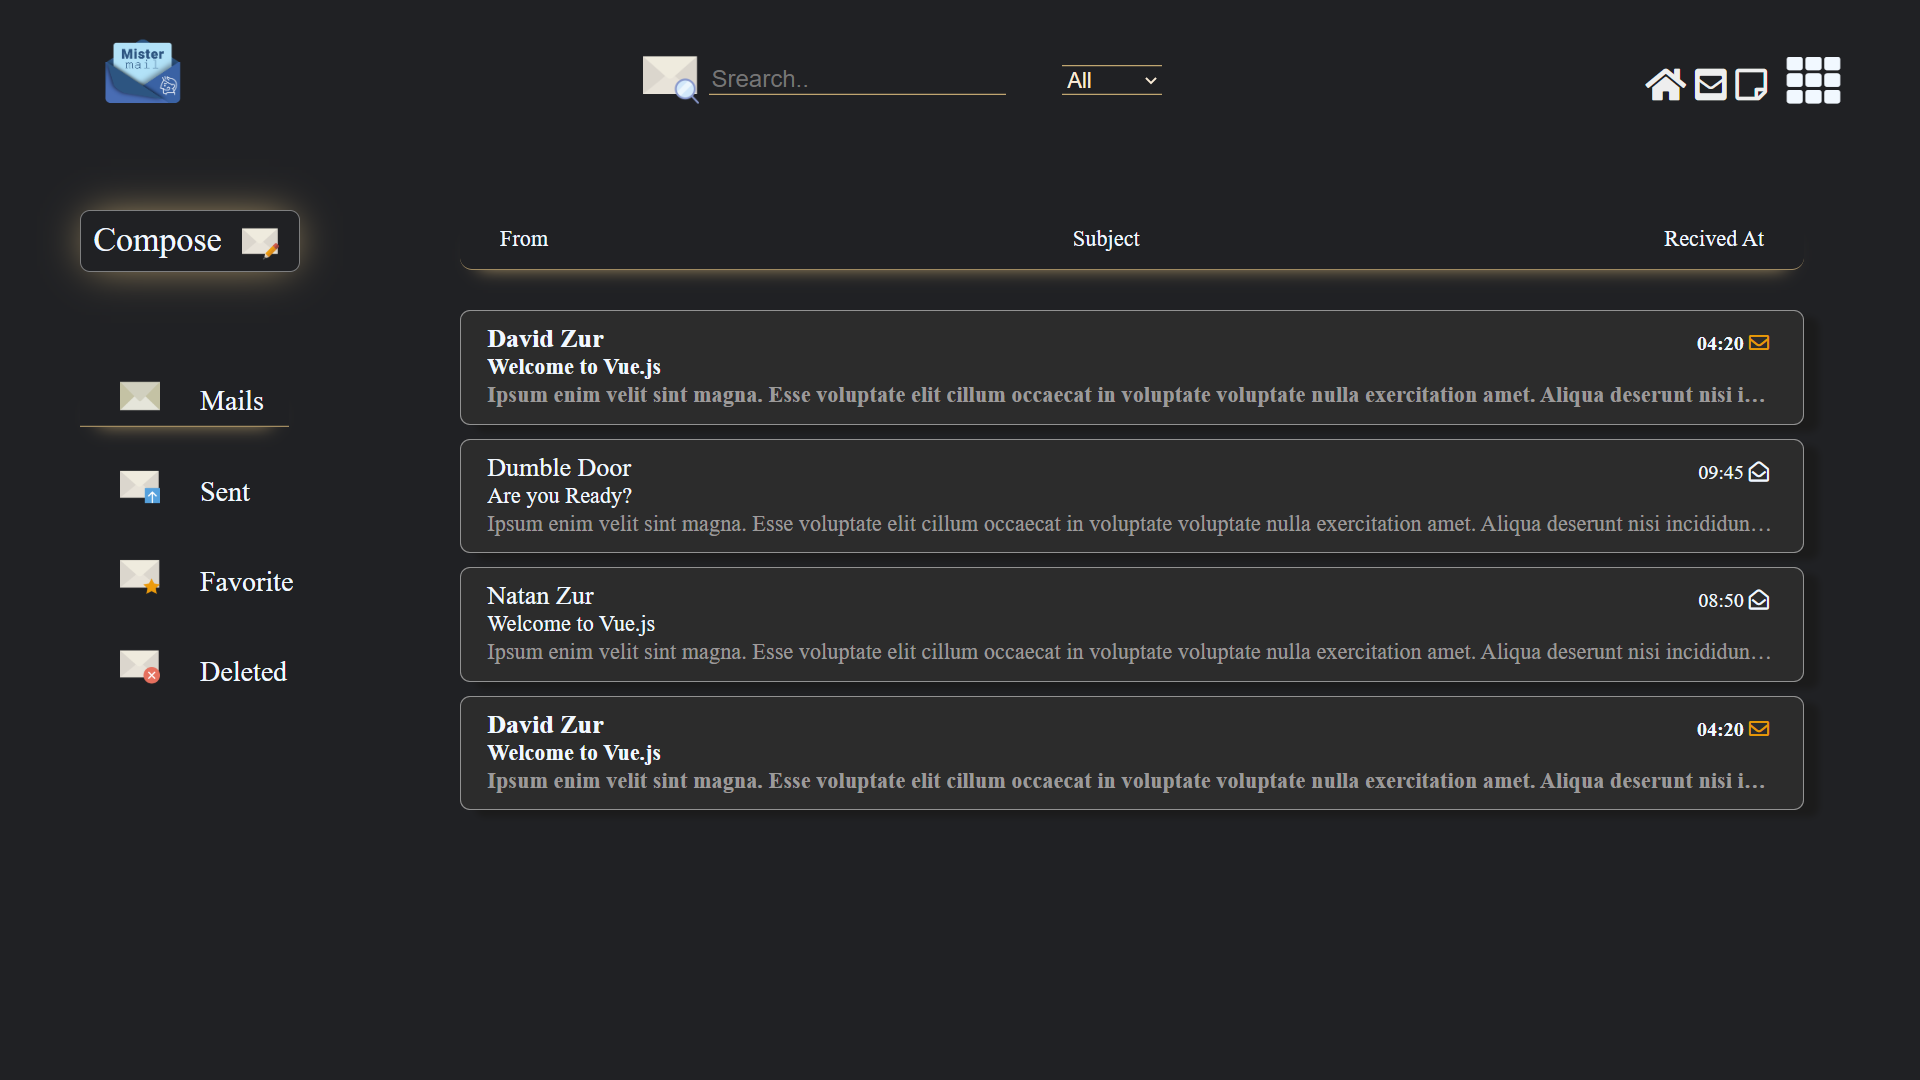 Mister
mail
Srearch..
All
Compose
From Subject Recived At
Mails
Sent
Favorite
Deleted
David Zur
04:20
Welcome to Vue.js
Ipsum enim velit sint magna. Esse voluptate elit cillum occaecat in voluptate voluptate nulla exercitation amet. Aliqua deserunt nisi i...
Dumble Door
09:45
Are you Ready?
Ipsum enim velit sint magna. Esse voluptate elit cillum occaecat in voluptate voluptate nulla exercitation amet. Aliqua deserunt nisi incididun...
Natan Zur
08:50
Welcome to Vue.js
Ipsum enim velit sint magna. Esse voluptate elit cillum occaecat in voluptate voluptate nulla exercitation amet. Aliqua deserunt nisi incididun...
David Zur
04:20
Welcome to Vue.js
Ipsum enim velit sint magna. Esse voluptate elit cillum occaecat in voluptate voluptate nulla exercitation amet. Aliqua deserunt nisi i...